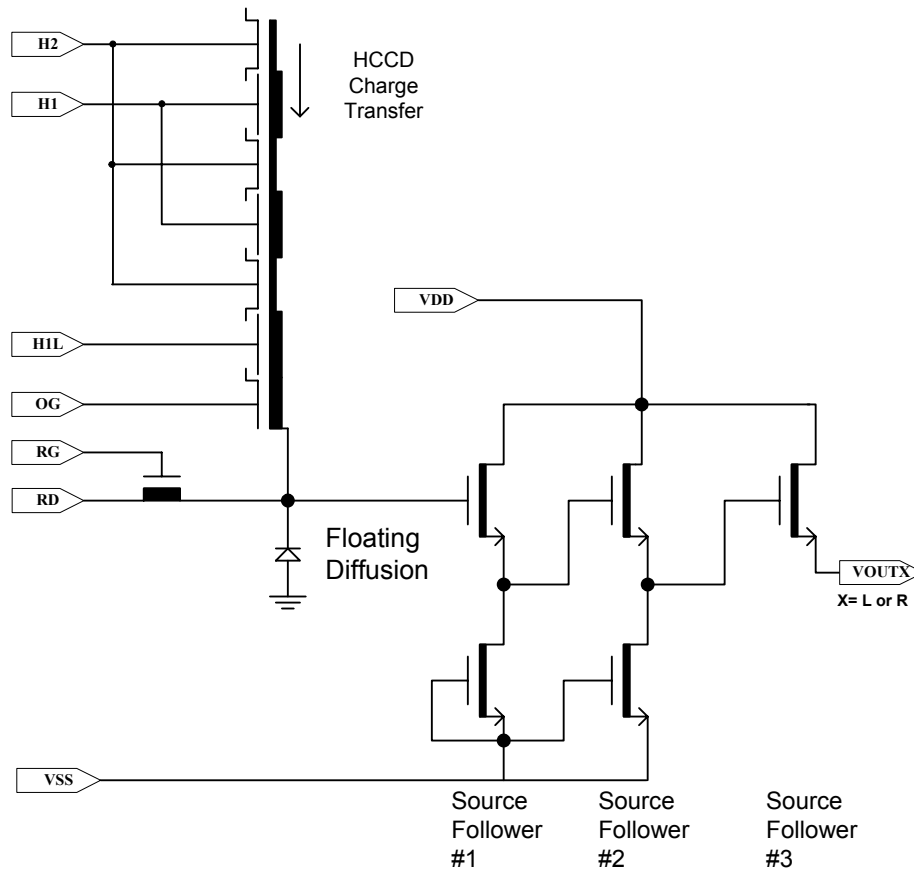 H2
HCCD
Charge
Transfer
H1
VDD
H1L
OG
RG
RD
Floating
Diffusion
VOUTX
X= L or R
VSS
Source
Follower
#1
Source
Follower
#2
Source
Follower
#3